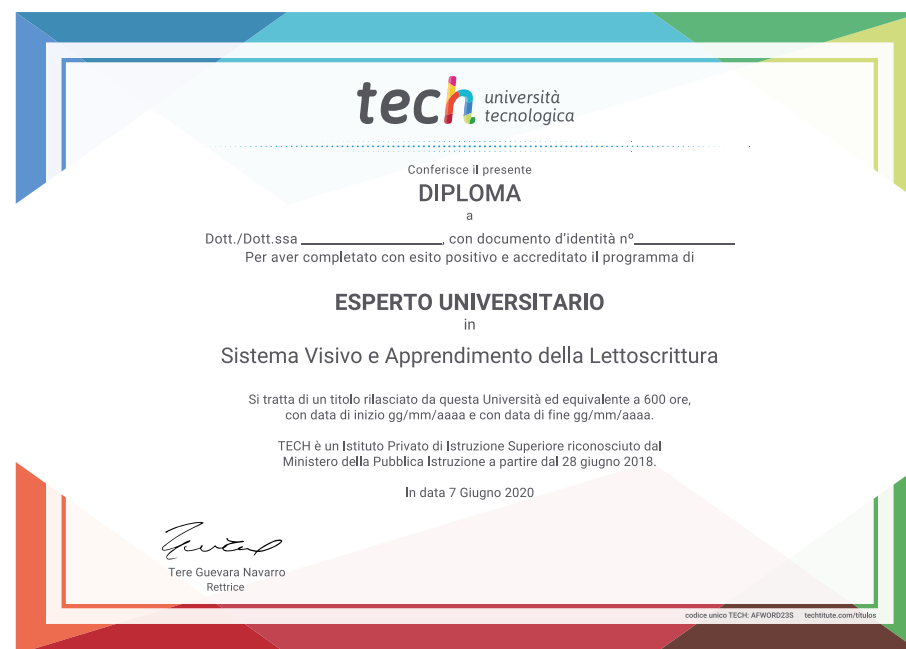 tech università
tecnologica
Conferisce il presente
DIPLOMA
a
Dott./Dott.ssa ____________________, con documento d'identità nº______________
Per aver completato con esito positivo e accreditato il programma di
ESPERTO UNIVERSITARIO
in
Sistema Visivo e Apprendimento della Lettoscrittura
Si tratta di un titolo rilasciato da questa Università ed equivalente a 600 ore,
con data di inizio gg/mm/aaaa e con data di fine gg/mm/aaaa.
TECH è un Istituto Privato di Istruzione Superiore riconosciuto dal
Ministero della Pubblica Istruzione a partire dal 28 giugno 2018.
In data 7 Giugno 2020
Tere Guevara Navarro
Rettrice
codice unico TECH: AFWORD23S techtitute.com/títulos